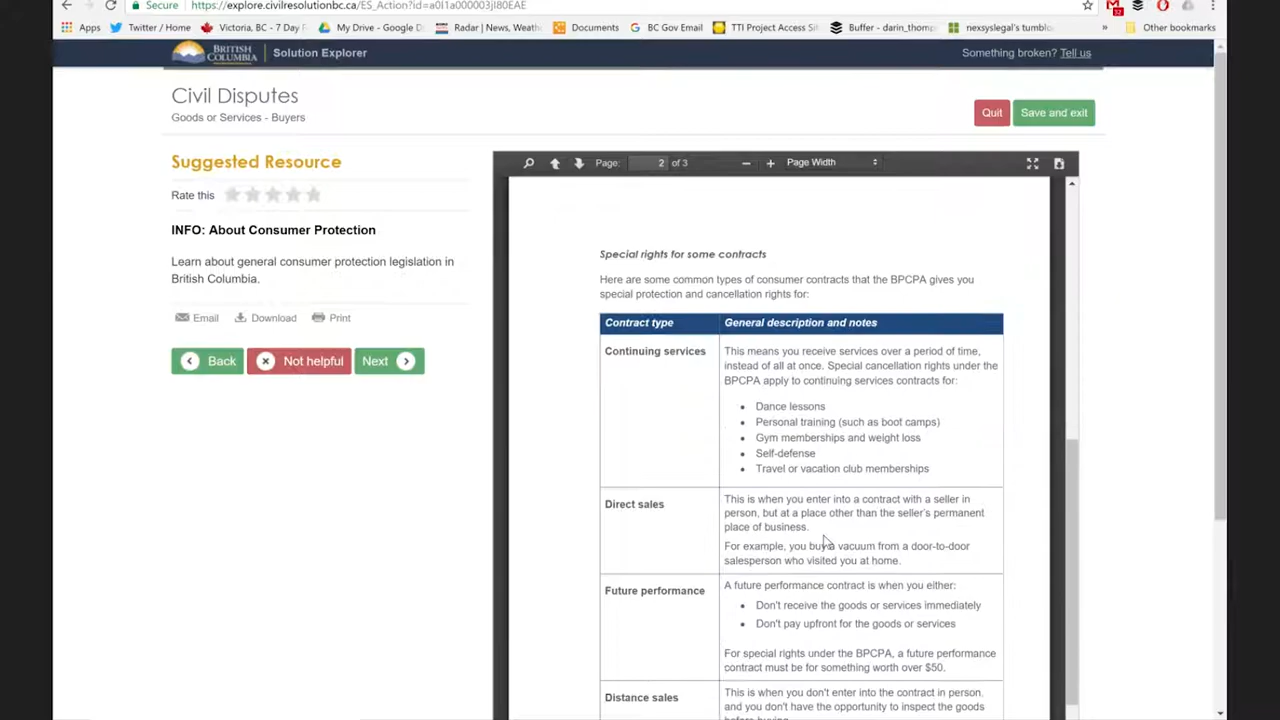 Secure
https://explore.civilresolutionbc.ca/ES_Action?id=a0I1a000003jI80EAE
Apps
Twitter / Home
Victoria, BC - 7 Day F
My Drive - Google D
Radar | News, Weath
Documents
BC Gov Email
TTI Project Access Sit
Buffer - darin_thomp
nexsyslegal's tumblo
»
Other bookmarks
BRITISH COLUMBIA
Solution Explorer
Something broken? Tell us
Civil Disputes
Goods or Services - Buyers
Quit
Save and exit
Suggested Resource
Rate this
INFO: About Consumer Protection
Learn about general consumer protection legislation in
British Columbia.
Email
Download
Print
Back
Not helpful
Next
Page: 2 of 3
Page Width
Special rights for some contracts
Here are some common types of consumer contracts that the BPCPA gives you
special protection and cancellation rights for:
Contract type
General description and notes
Continuing services
This means you receive services over a period of time,
instead of all at once. Special cancellation rights under the
BPCPA apply to continuing services contracts for:
• Dance lessons
• Personal training (such as boot camps)
• Gym memberships and weight loss
• Self-defense
• Travel or vacation club memberships
Direct sales
This is when you enter into a contract with a seller in
person, but at a place other than the seller's permanent
place of business.
For example, you buy a vacuum from a door-to-door
salesperson who visited you at home.
Future performance
A future performance contract is when you either:
• Don't receive the goods or services immediately
• Don't pay upfront for the goods or services
For special rights under the BPCPA, a future performance
contract must be for something worth over $50.
Distance sales
This is when you don't enter into the contract in person,
and you don't have the opportunity to inspect the goods
before buying.